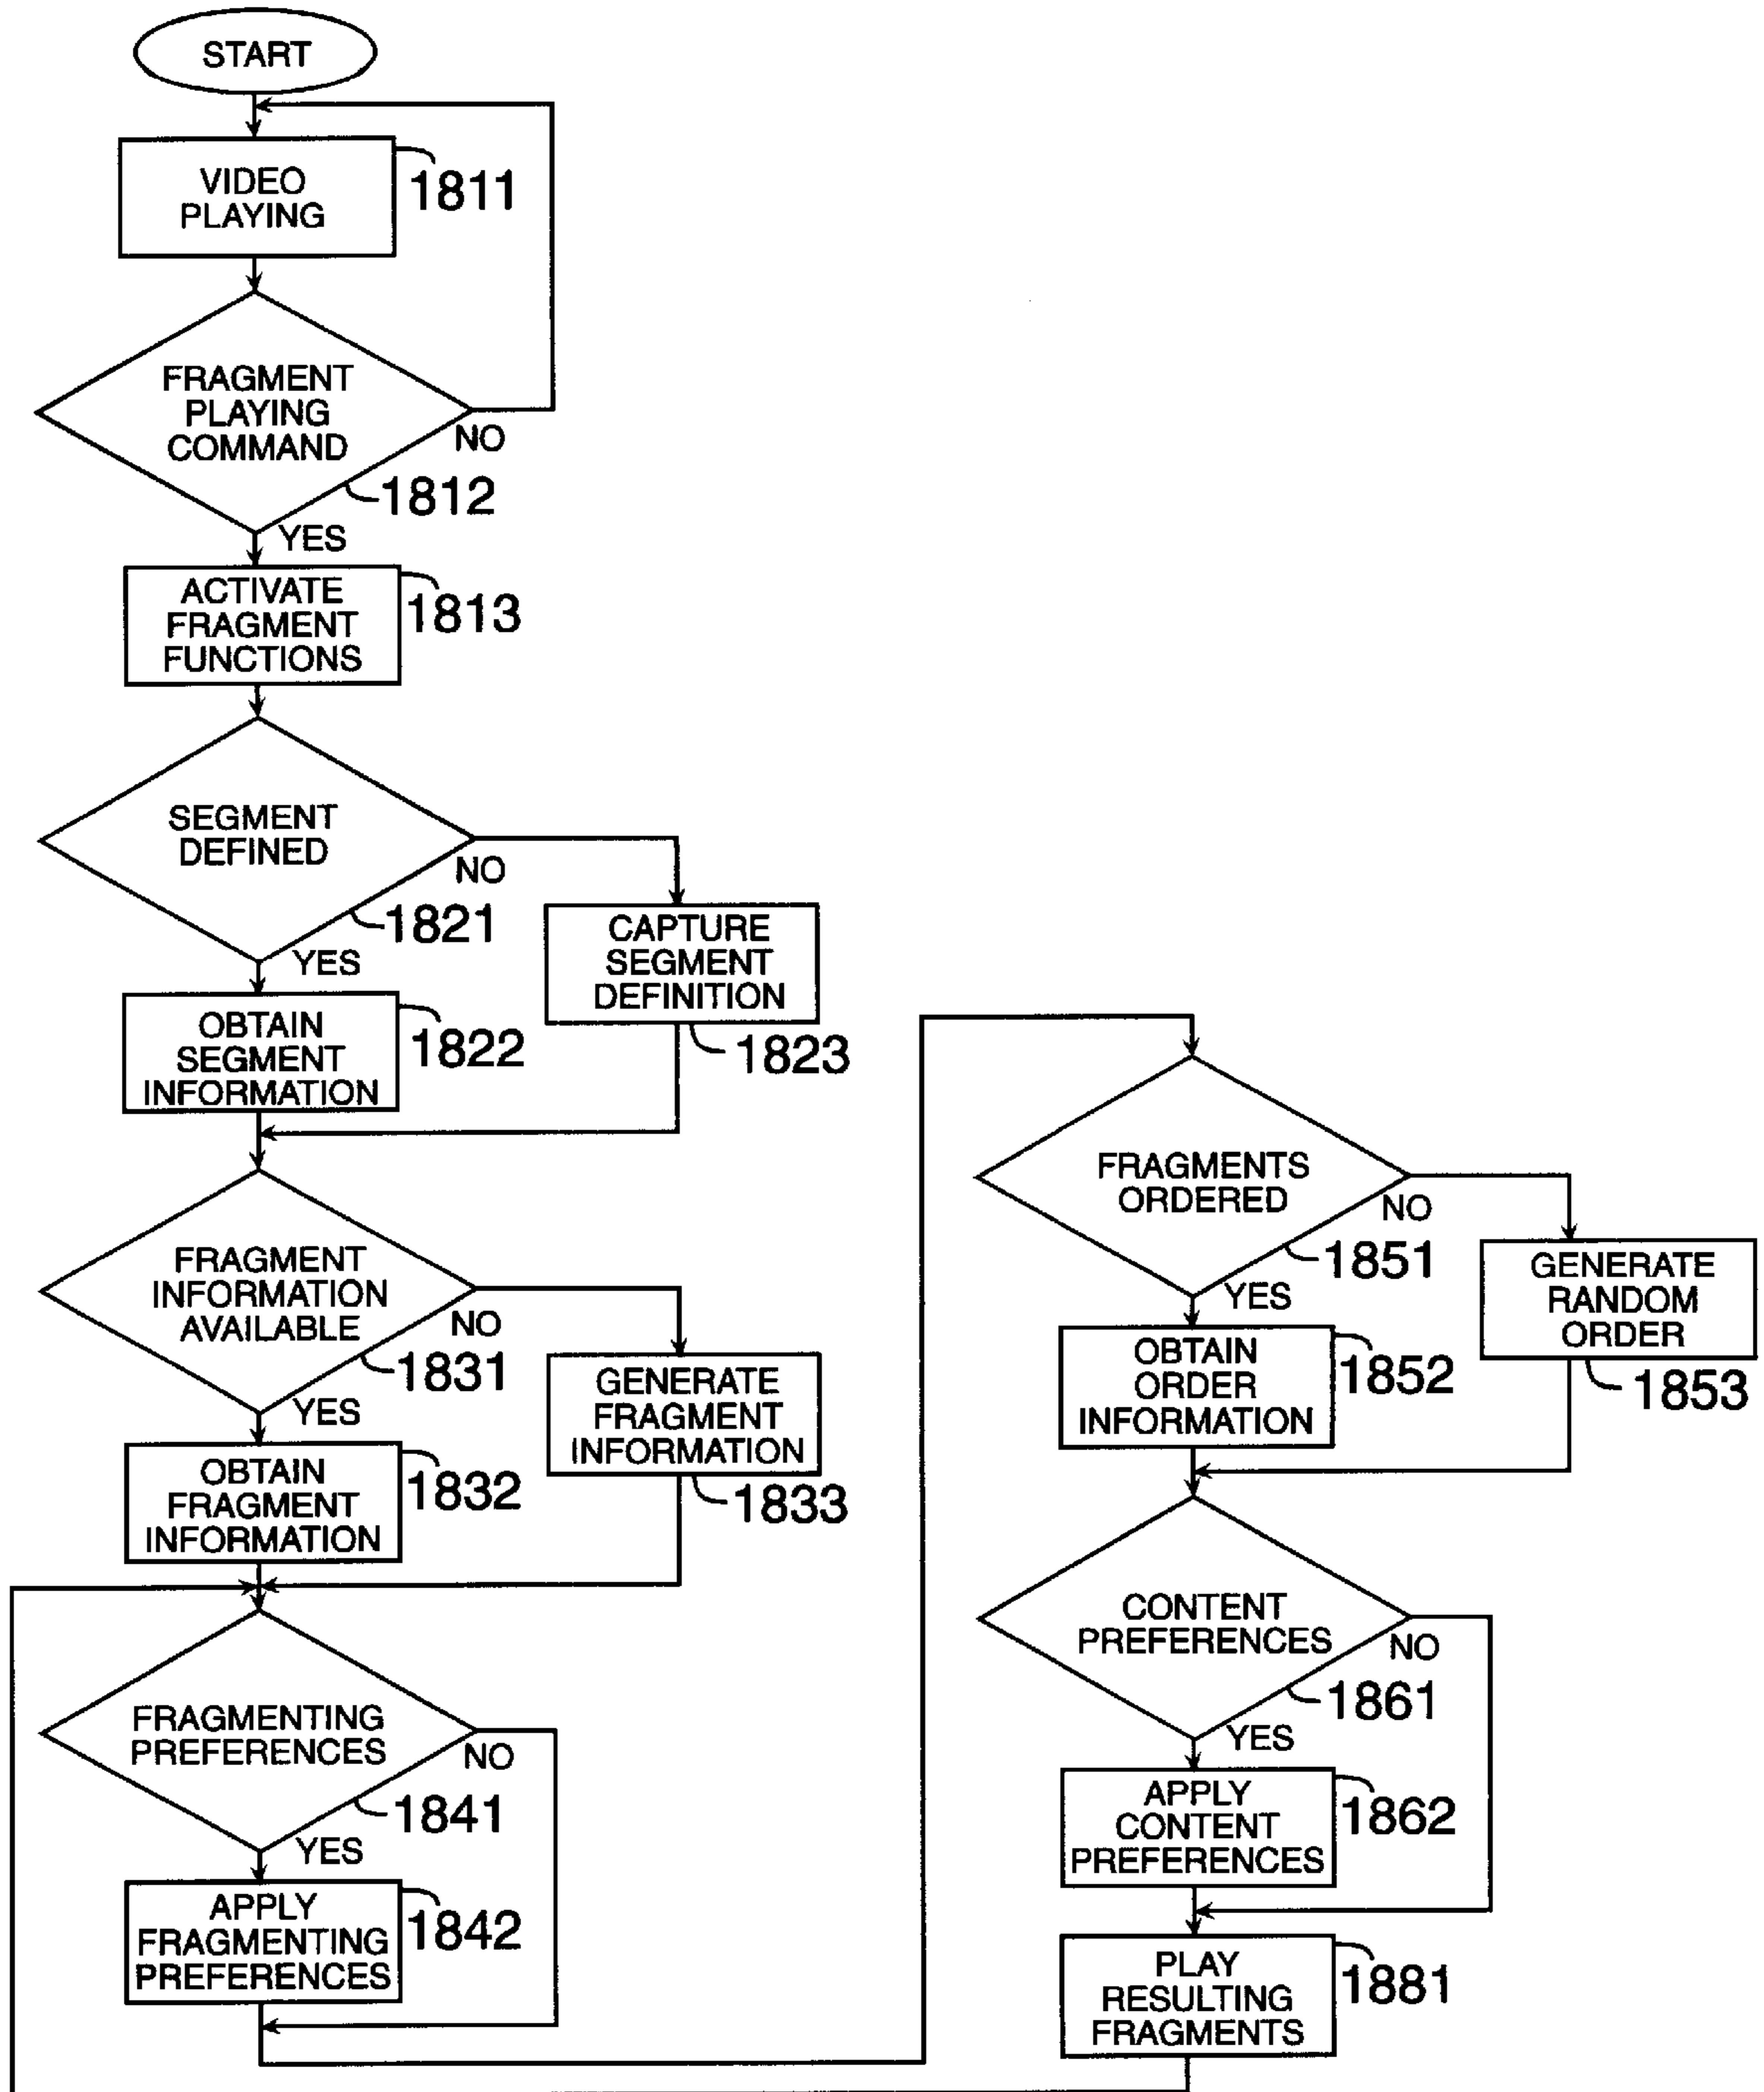 START
VIDEO
PLAYING
1811
FRAGMENT
PLAYING
COMMAND
NO
1812
YES
ACTIVATE
FRAGMENT
FUNCTIONS
1813
SEGMENT
DEFINED
NO
1821
YES
CAPTURE
SEGMENT
DEFINITION
1823
OBTAIN
SEGMENT
INFORMATION
1822
FRAGMENT
INFORMATION
AVAILABLE
NO
1831
YES
GENERATE
FRAGMENT
INFORMATION
1833
OBTAIN
FRAGMENT
INFORMATION
1832
FRAGMENTING
PREFERENCES
NO
1841
YES
APPLY
FRAGMENTING
PREFERENCES
1842
FRAGMENTS
ORDERED
NO
1851
YES
GENERATE
RANDOM
ORDER
1853
OBTAIN
ORDER
INFORMATION
1852
CONTENT
PREFERENCES
NO
1861
YES
APPLY
CONTENT
PREFERENCES
1862
PLAY
RESULTING
FRAGMENTS
1881